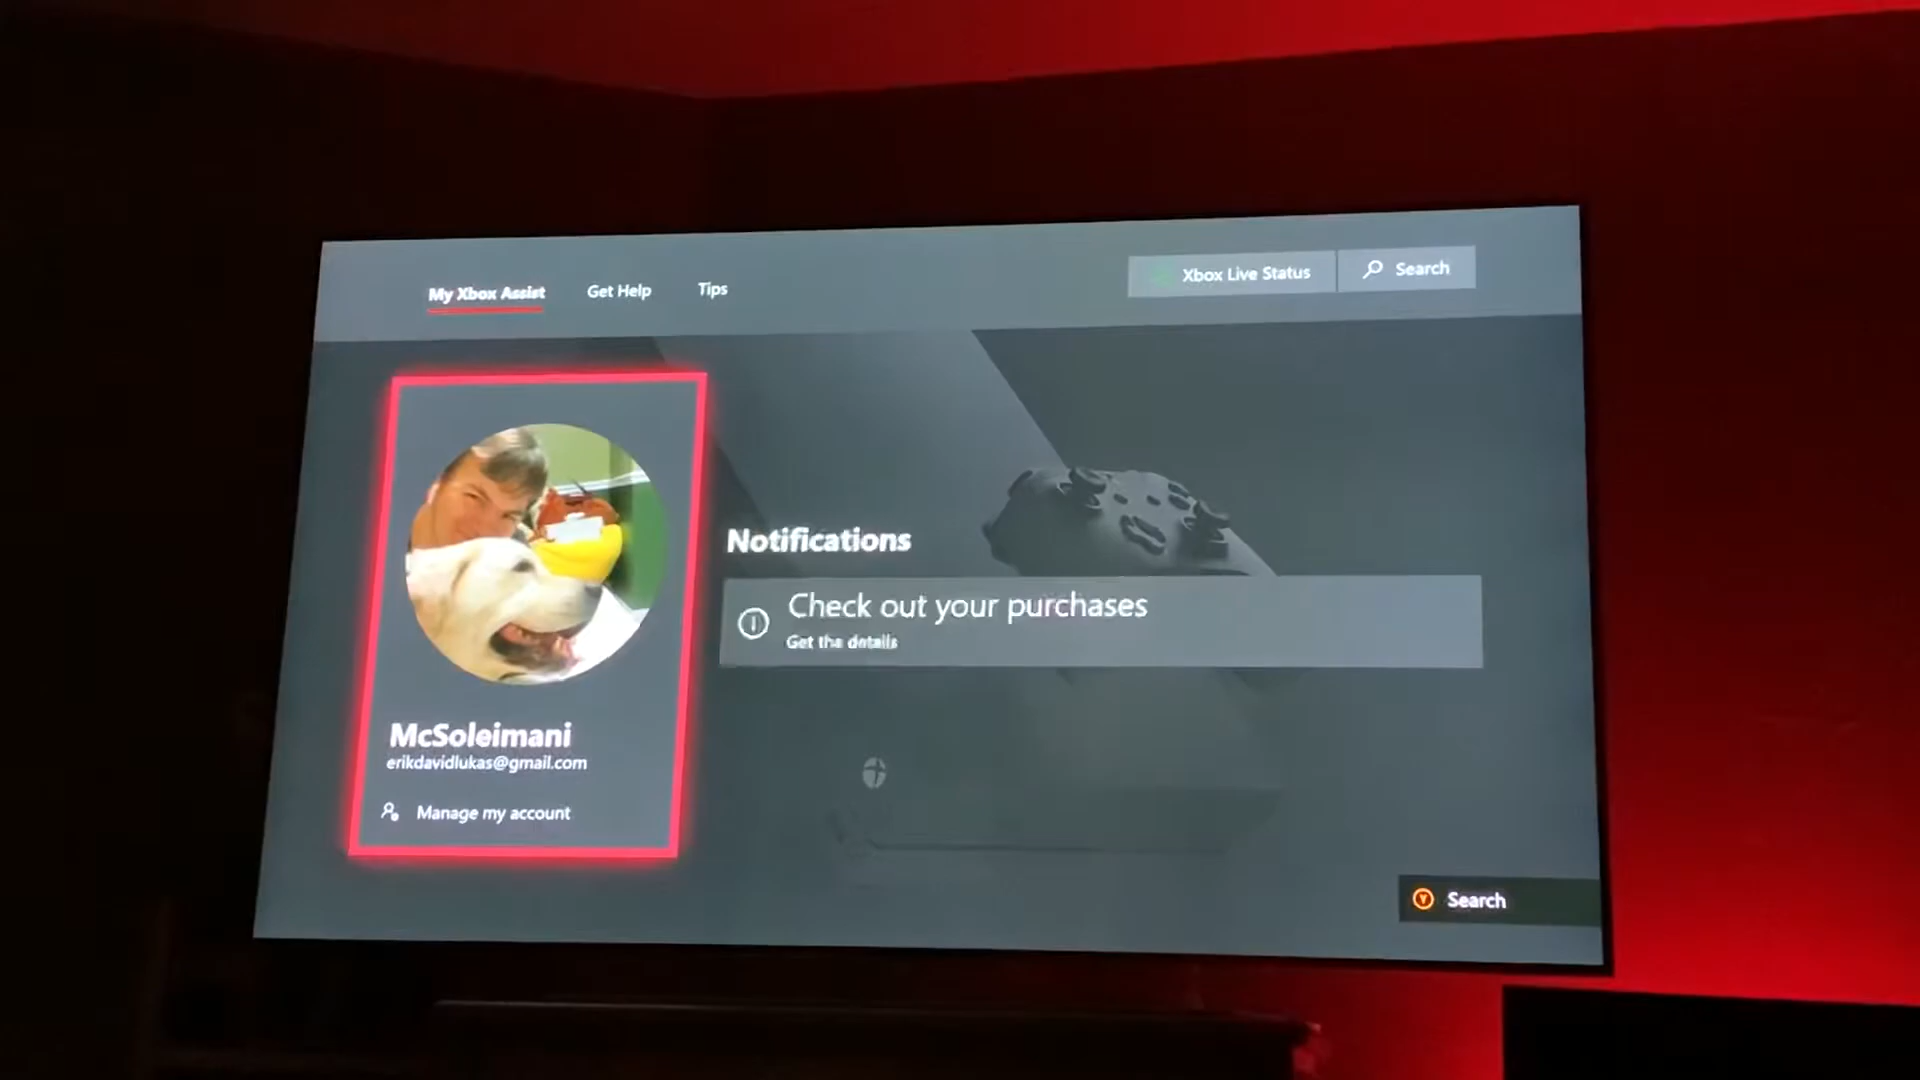 My Xbox Assist
Get Help
Tips
Xbox Live Status
Search
Notifications
Check out your purchases
Get the details
McSoleimani
erikdavidlukas@gmail.com
Manage my account
Y Search